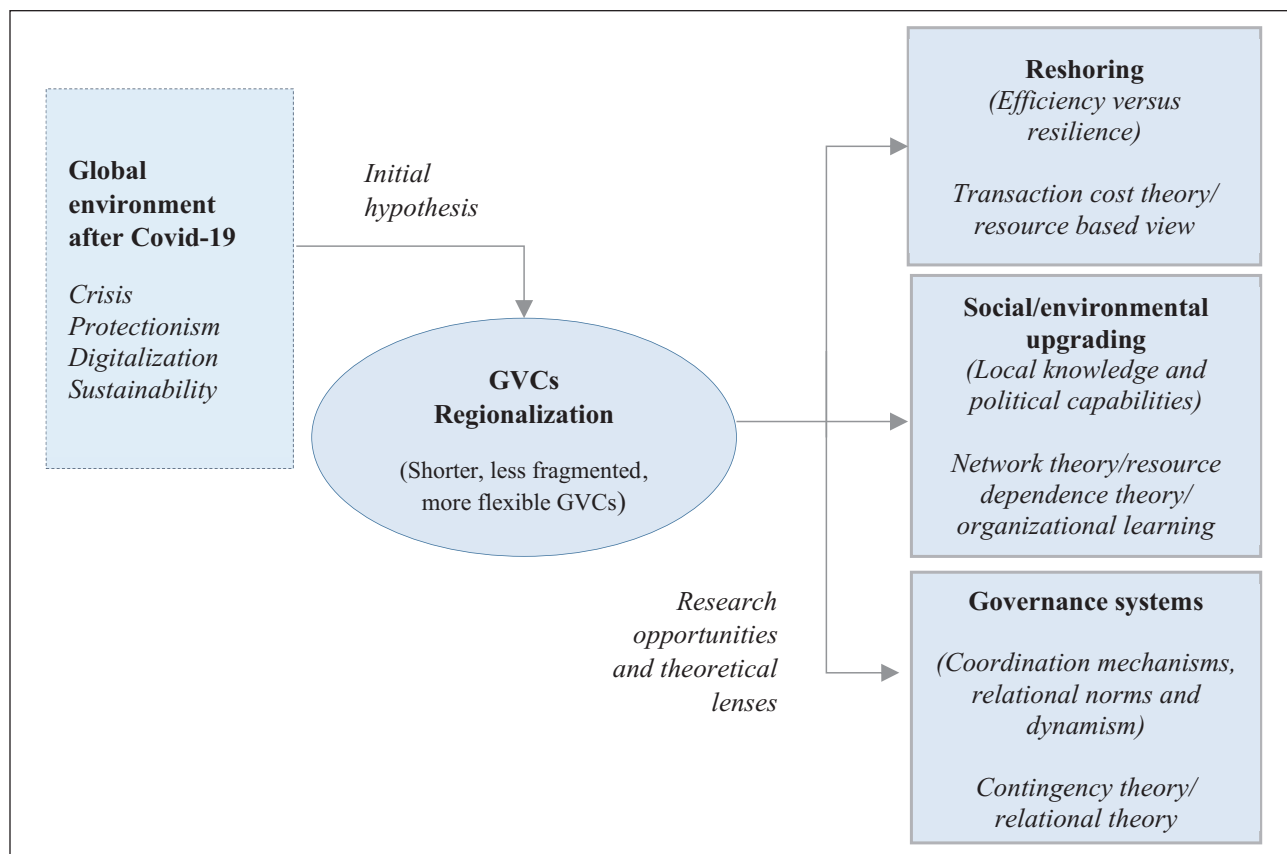 Global
environment
after Covid-19
Crisis
Protectionism
Digitalization
Sustainability
Initial
hypothesis
GVCs
Regionalization
(Shorter, less fragmented,
more flexible GVCs)
Research
opportunities
and theoretical
lenses
Reshoring
(Efficiency versus
resilience)
Transaction cost theory/
resource based view
Social/environmental
upgrading
(Local knowledge and
political capabilities)
Network theory/resource
dependence theory/
organizational learning
Governance systems
(Coordination mechanisms,
relational norms and
dynamism)
Contingency theory/
relational theory